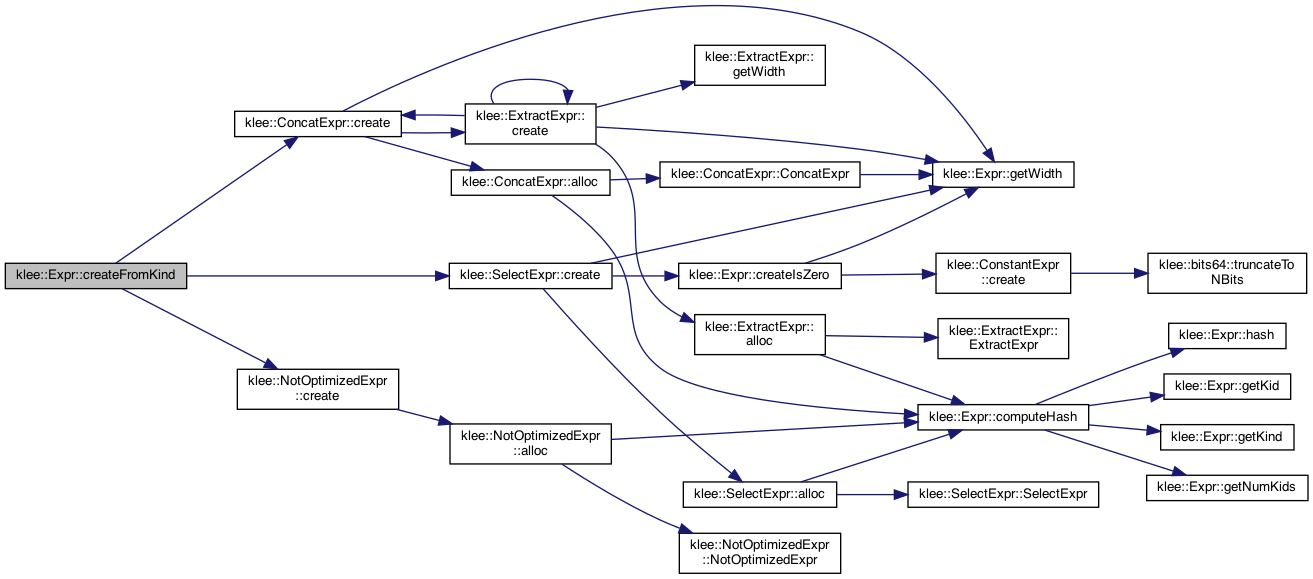 klee::Expr::createFromKind
klee::ConcatExpr::create
klee::ExtractExpr::
create
klee::ExtractExpr::
getWidth
klee::ConcatExpr::alloc
klee::ConcatExpr::ConcatExpr
klee::Expr::getWidth
klee::SelectExpr::create
klee::Expr::createIsZero
klee::ConstantExpr
::create
klee::bits64::truncateTo
NBits
klee::ExtractExpr::
alloc
klee::ExtractExpr::
ExtractExpr
klee::NotOptimizedExpr
::create
klee::NotOptimizedExpr
::alloc
klee::Expr::computeHash
klee::Expr::hash
klee::Expr::getKid
klee::Expr::getKind
klee::Expr::getNumKids
klee::SelectExpr::alloc
klee::SelectExpr::SelectExpr
klee::NotOptimizedExpr
::NotOptimizedExpr